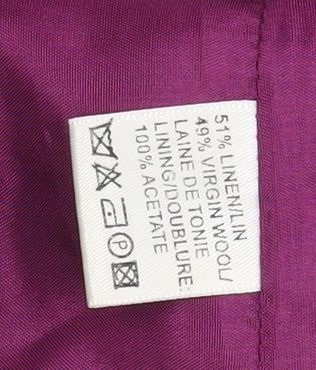 51% LINEN/LIN
49% VIRGIN WOOL/
LAINE DE TONIE
LINING/DOUBLURE:
100% ACETATE
P